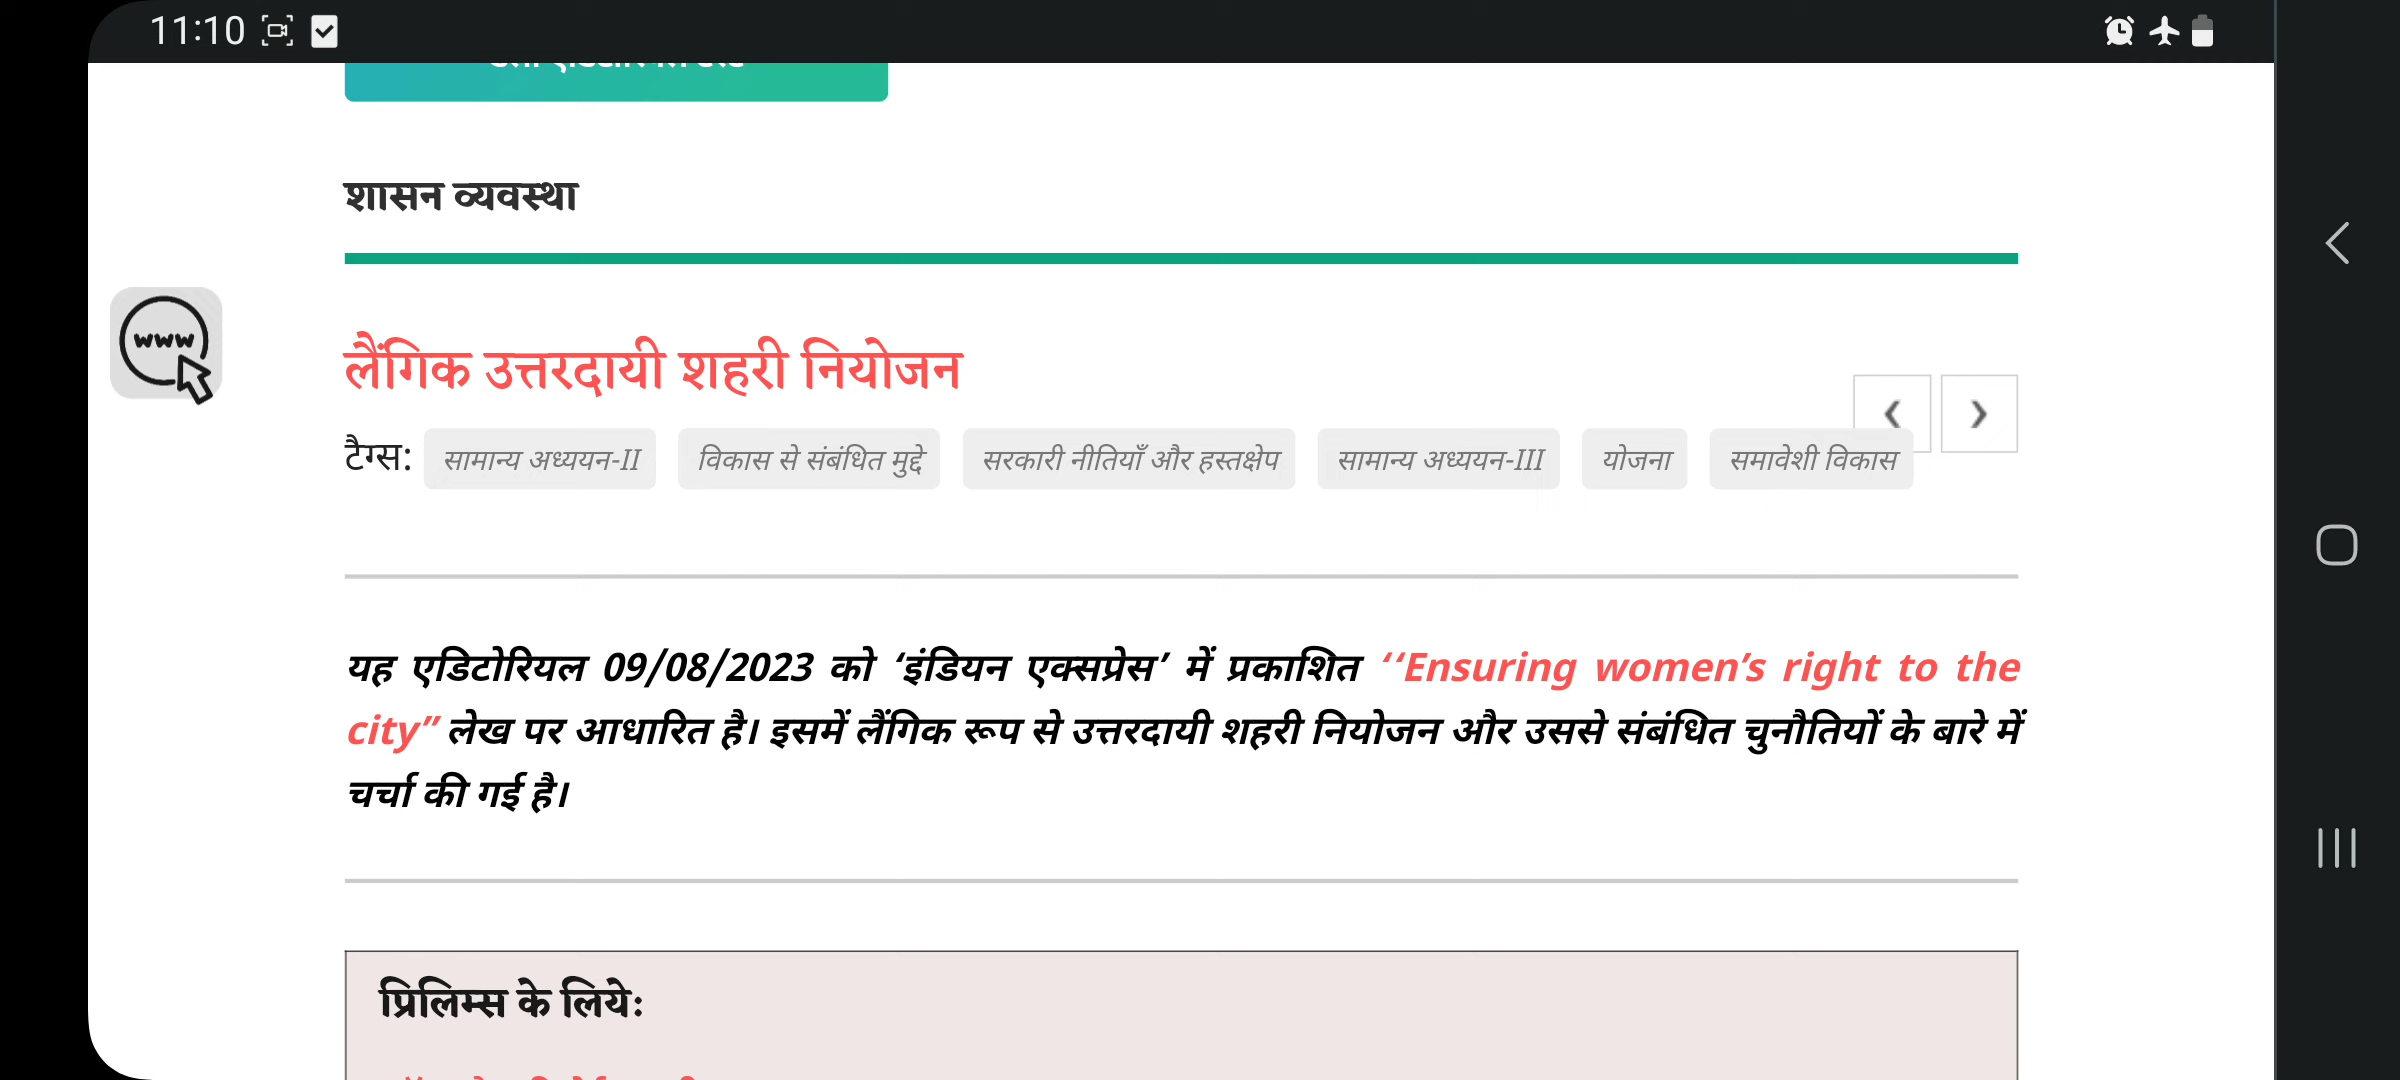 11:10
शासन व्यवस्था
www
लैंगिक उत्तरदायी शहरी नियोजन
टैग्स: सामान्य अध्ययन-II विकास से संबंधित मुद्दे सरकारी नीतियाँ और हस्तक्षेप सामान्य अध्ययन-III योजना समावेशी विकास
यह एडिटोरियल 09/08/2023 को ‘इंडियन एक्सप्रेस’ में प्रकाशित ‘‘Ensuring women’s right to the
city” लेख पर आधारित है। इसमें लैंगिक रूप से उत्तरदायी शहरी नियोजन और उससे संबंधित चुनौतियों के बारे में
चर्चा की गई है।
प्रिलिम्स के लिये: